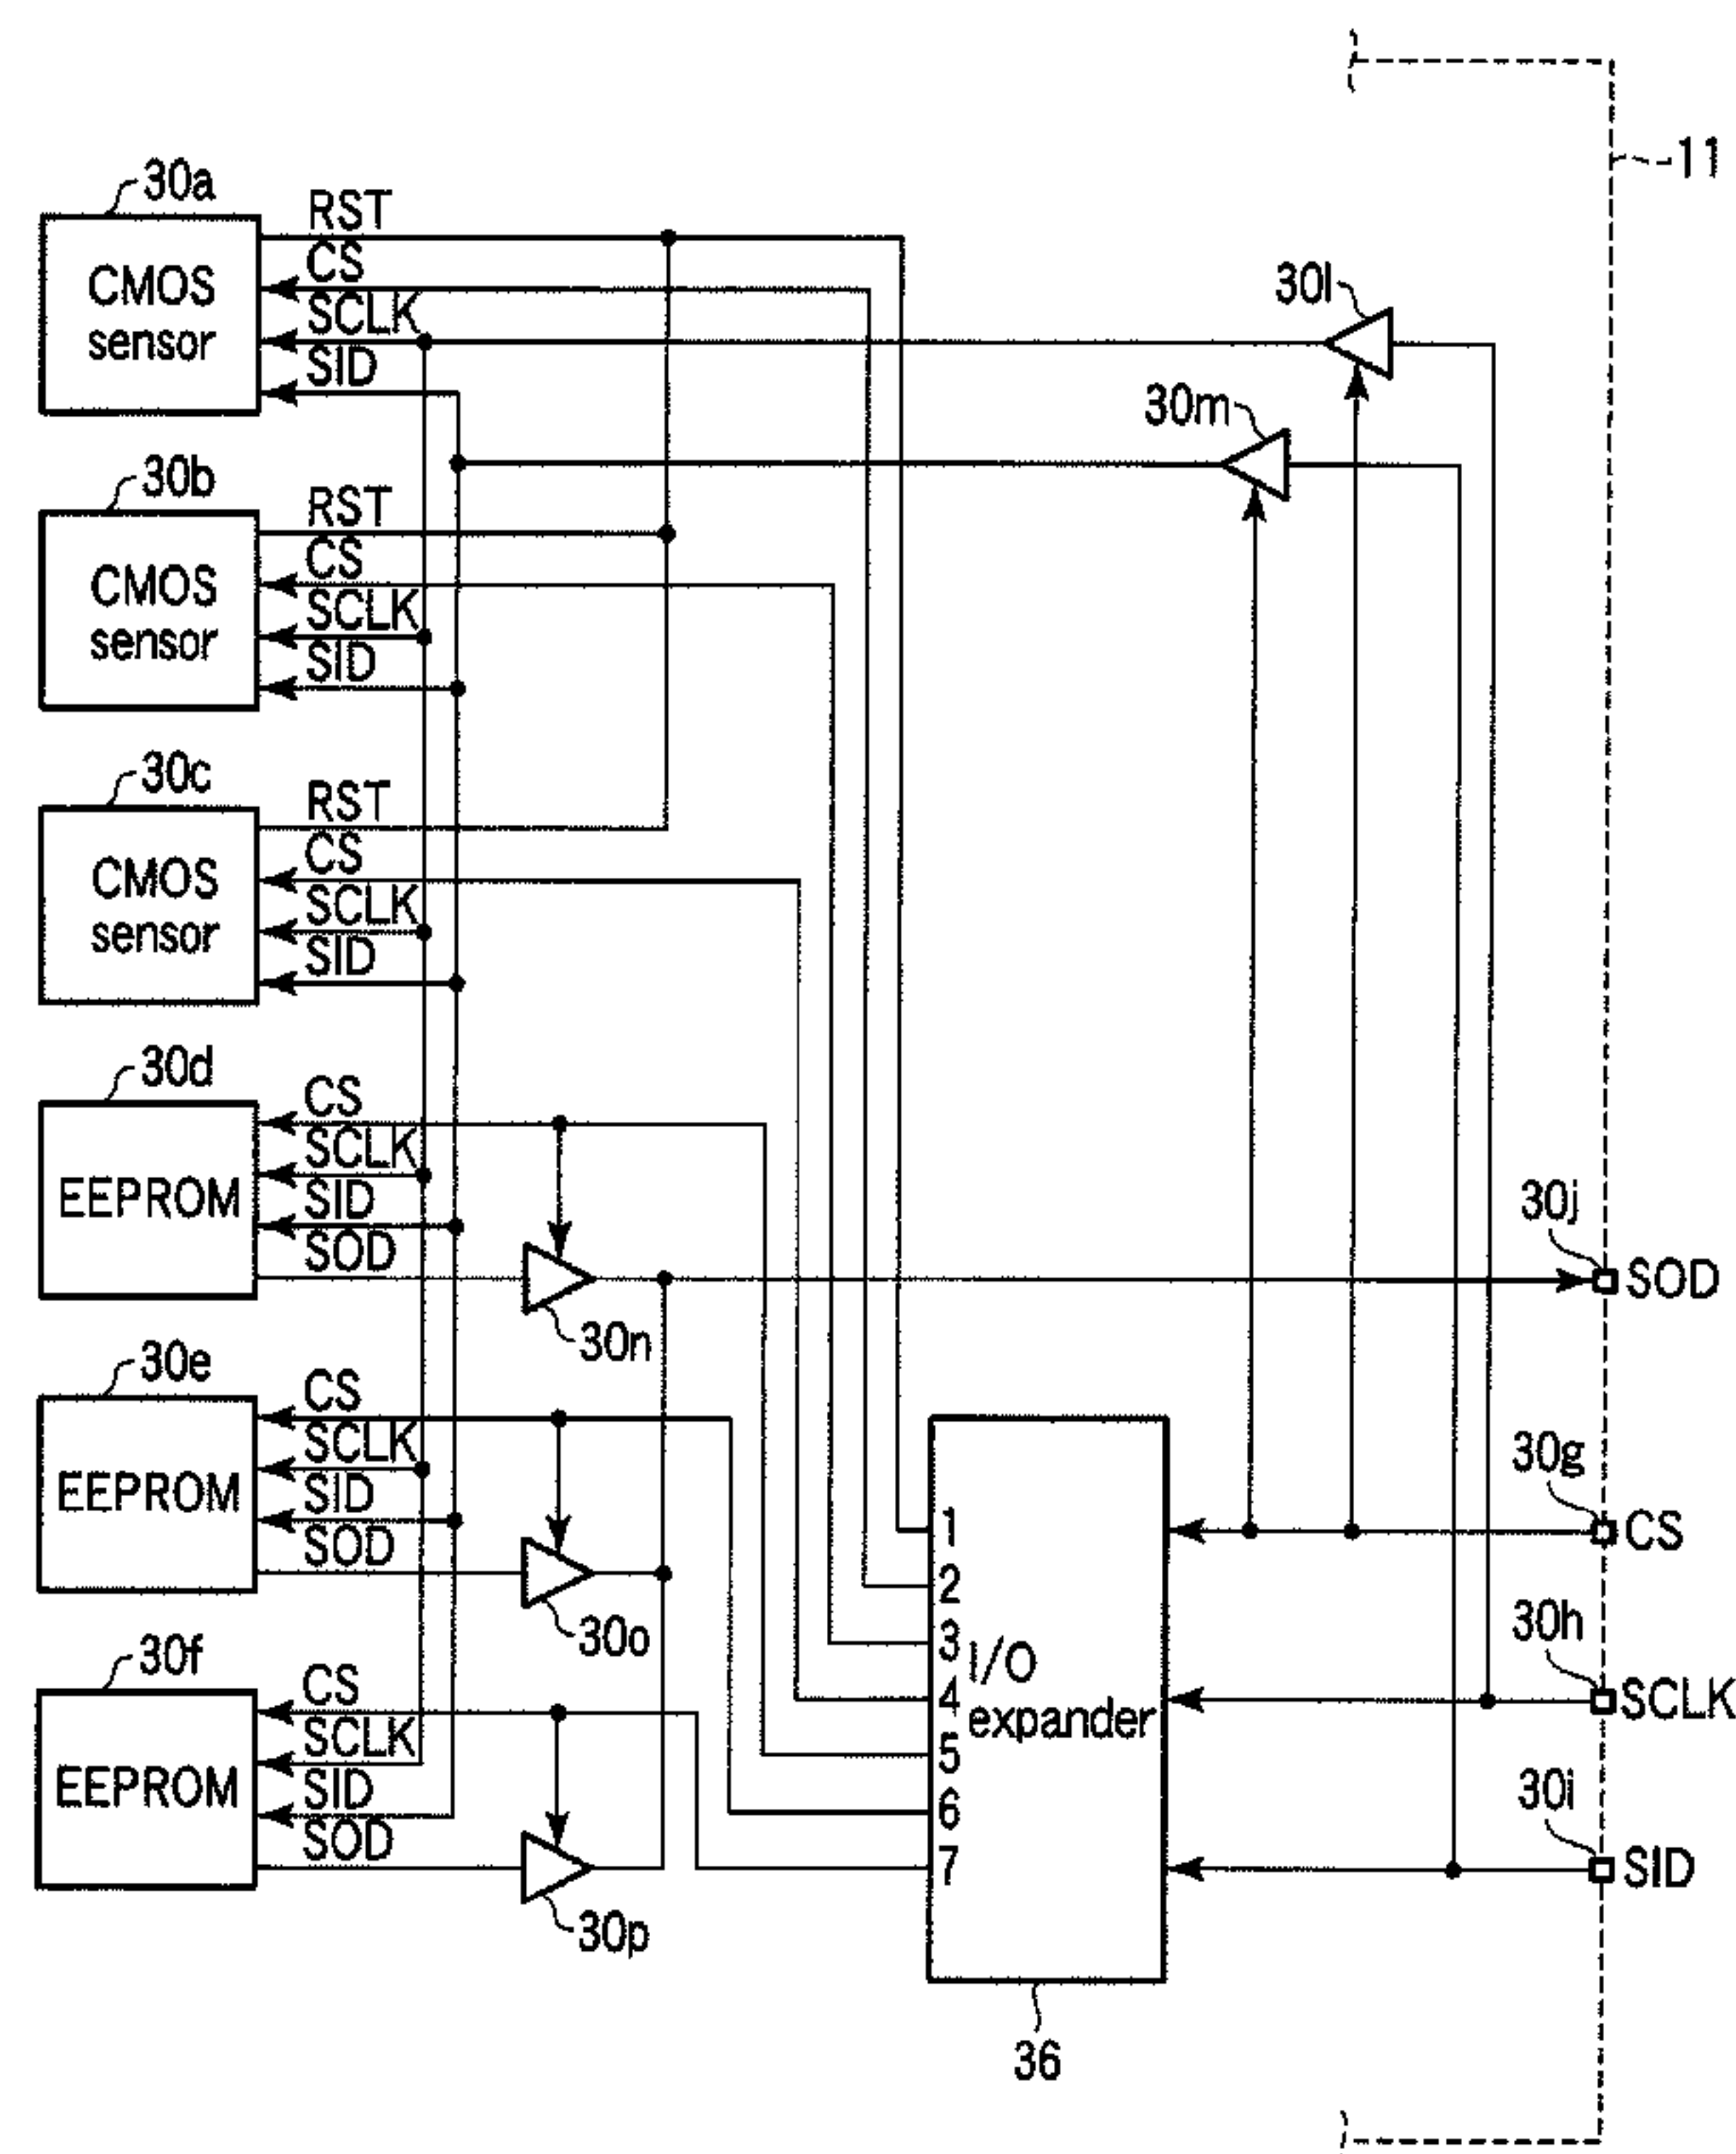 11
30a
RST
CS
SCLK
SID
CMOS
sensor
30l
30m
30b
RST
CS
SCLK
SID
CMOS
sensor
30c
RST
CS
SCLK
SID
CMOS
sensor
30d
CS
SCLK
SID
SOD
EEPROM
30n
30j
SOD
30e
CS
SCLK
SID
SOD
EEPROM
30o
30f
CS
SCLK
SID
SOD
EEPROM
30p
1
2
3
4
5
6
7
I/O
expander
36
30g
CS
30h
SCLK
30i
SID